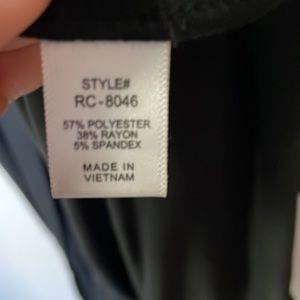 STYLE#
RC-8046
57% POLYESTER
38% RAYON
5% SPANDEX
MADE IN
VIETNAM